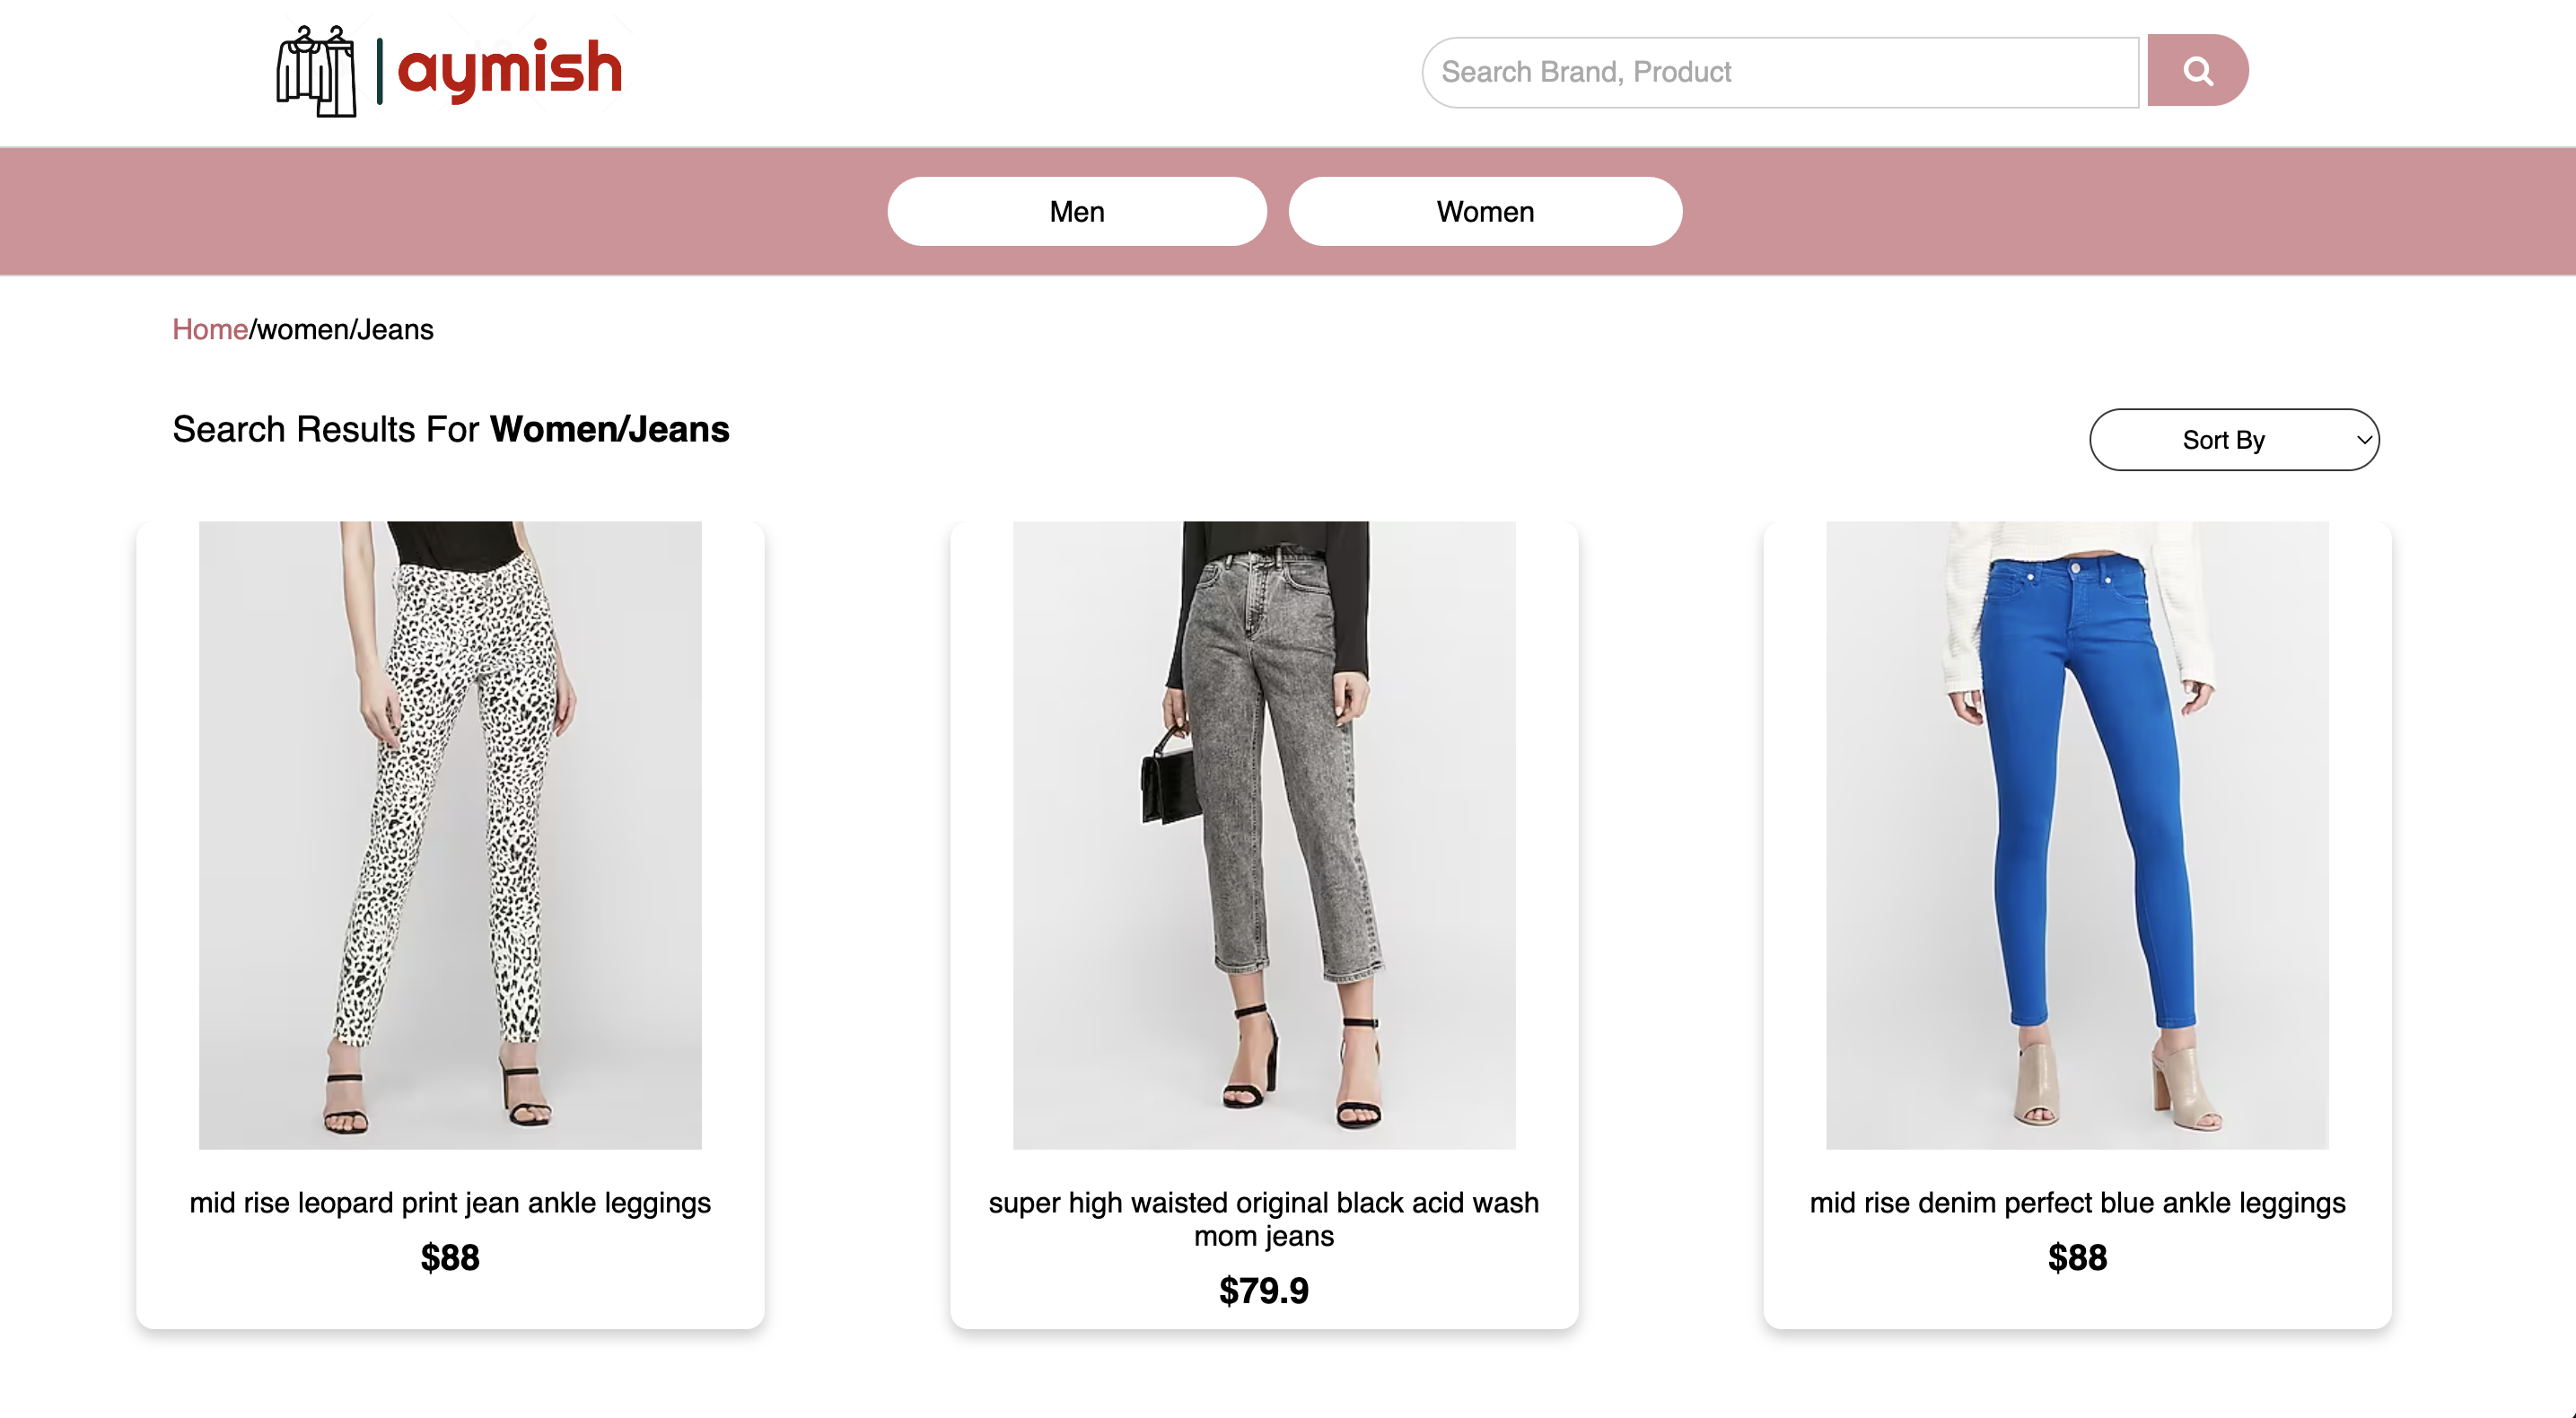 aymish
Search Brand, Product
Men
Women
Home/women/Jeans
Search Results For Women/Jeans
Sort By
mid rise leopard print jean ankle leggings
$88
super high waisted original black acid wash
mom jeans
$79.9
mid rise denim perfect blue ankle leggings
$88